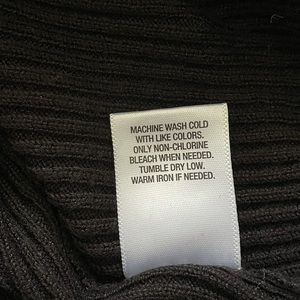 MACHINE WASH COLD
WITH LIKE COLORS.
ONLY NON-CHLORINE
BLEACH WHEN NEEDED.
TUMBLE DRY LOW.
WARM IRON IF NEEDED.